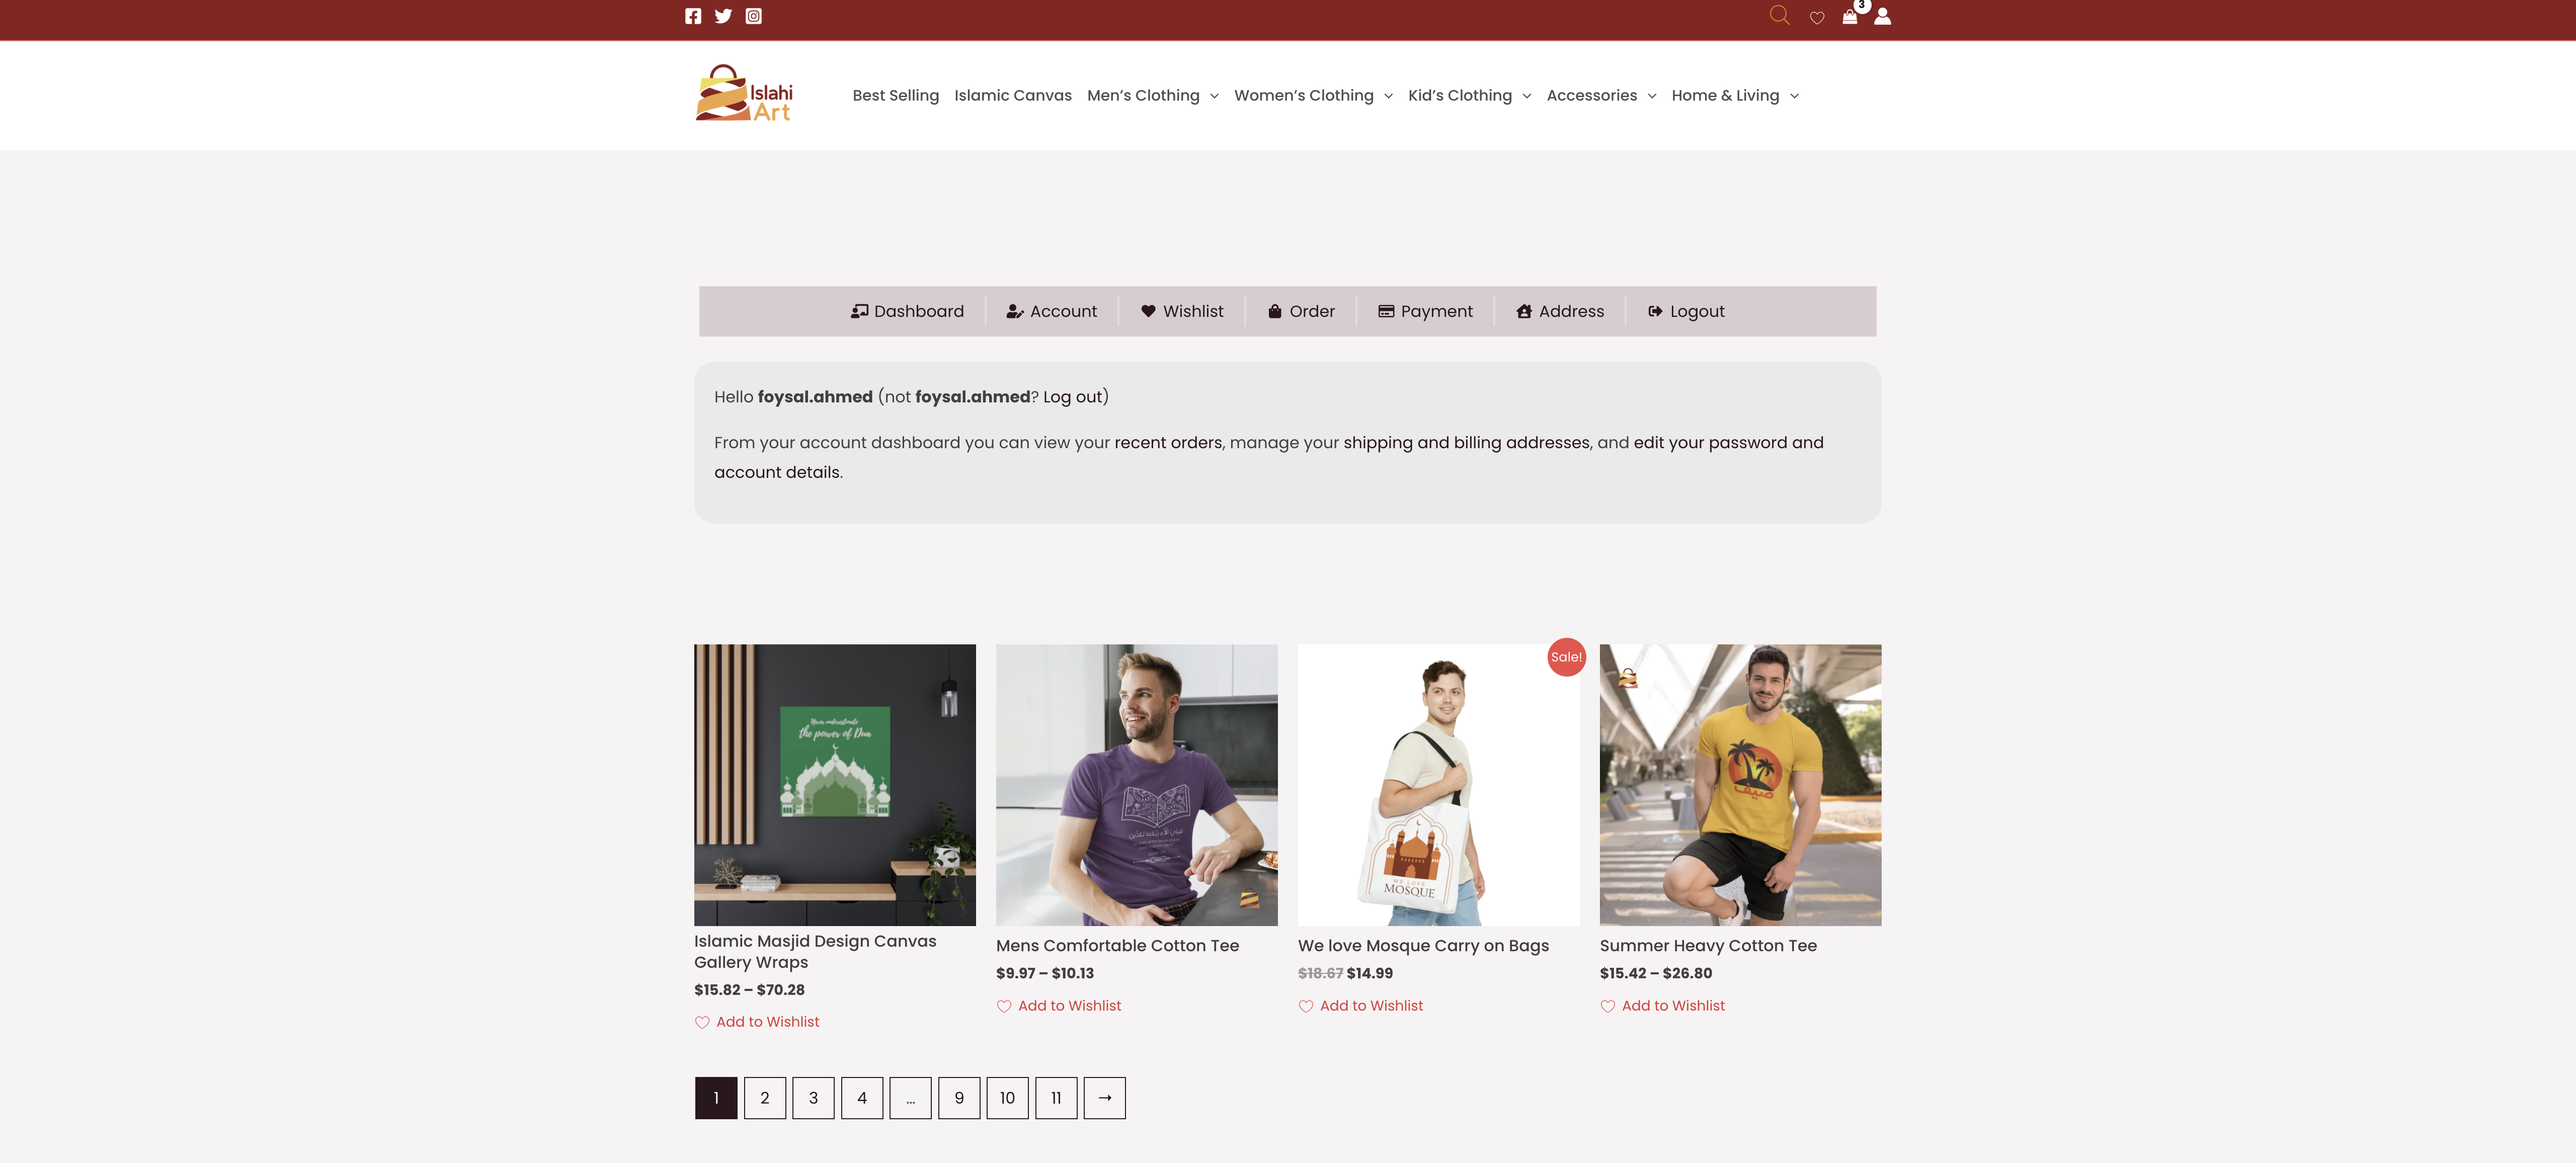 3
Islahi
Art
Best Selling Islamic Canvas Men's Clothing Women's Clothing Kid's Clothing Accessories Home & Living
Dashboard Account Wishlist Order Payment Address Logout
Hello foysal.ahmed (not foysal.ahmed? Log out)
From your account dashboard you can view your recent orders, manage your shipping and billing addresses, and edit your password and
account details.
Sale!
Never underestimate
the power of Dua
WE LOVE
MOSQUE
صيف
Islamic Masjid Design Canvas
Gallery Wraps
$15.82 – $70.28
Add to Wishlist
Mens Comfortable Cotton Tee
$9.97 – $10.13
Add to Wishlist
We love Mosque Carry on Bags
$18.67 $14.99
Add to Wishlist
Summer Heavy Cotton Tee
$15.42 – $26.80
Add to Wishlist
1 2 3 4 … 9 10 11 →